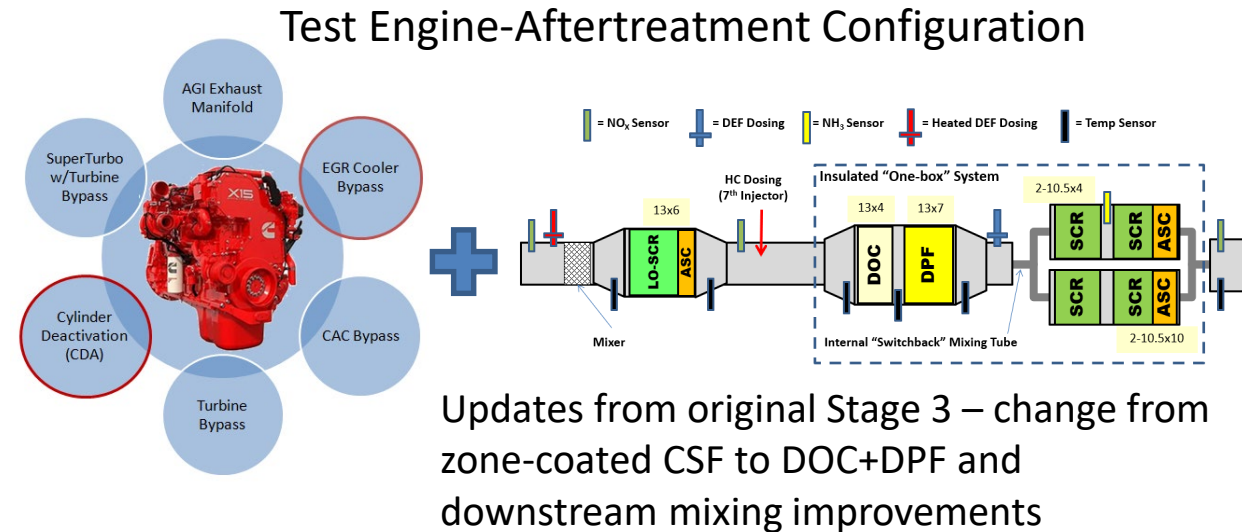 Test Engine-Aftertreatment Configuration
AGI Exhaust
Manifold
SuperTurbo
w/Turbine
Bypass
EGR Cooler
Bypass
X15
Cylinder
Deactivation
(CDA)
CAC Bypass
Turbine
Bypass
= NOX Sensor
= DEF Dosing
= NH3 Sensor
= Heated DEF Dosing
= Temp Sensor
HC Dosing
(7th Injector)
Insulated “One-box” System
13x6
13x4
13x7
2-10.5x4
LO-SCR
ASC
DOC
DPF
SCR
SCR
ASC
SCR
SCR
ASC
Mixer
Internal “Switchback” Mixing Tube
2-10.5x10
Updates from original Stage 3 – change from
zone-coated CSF to DOC+DPF and
downstream mixing improvements